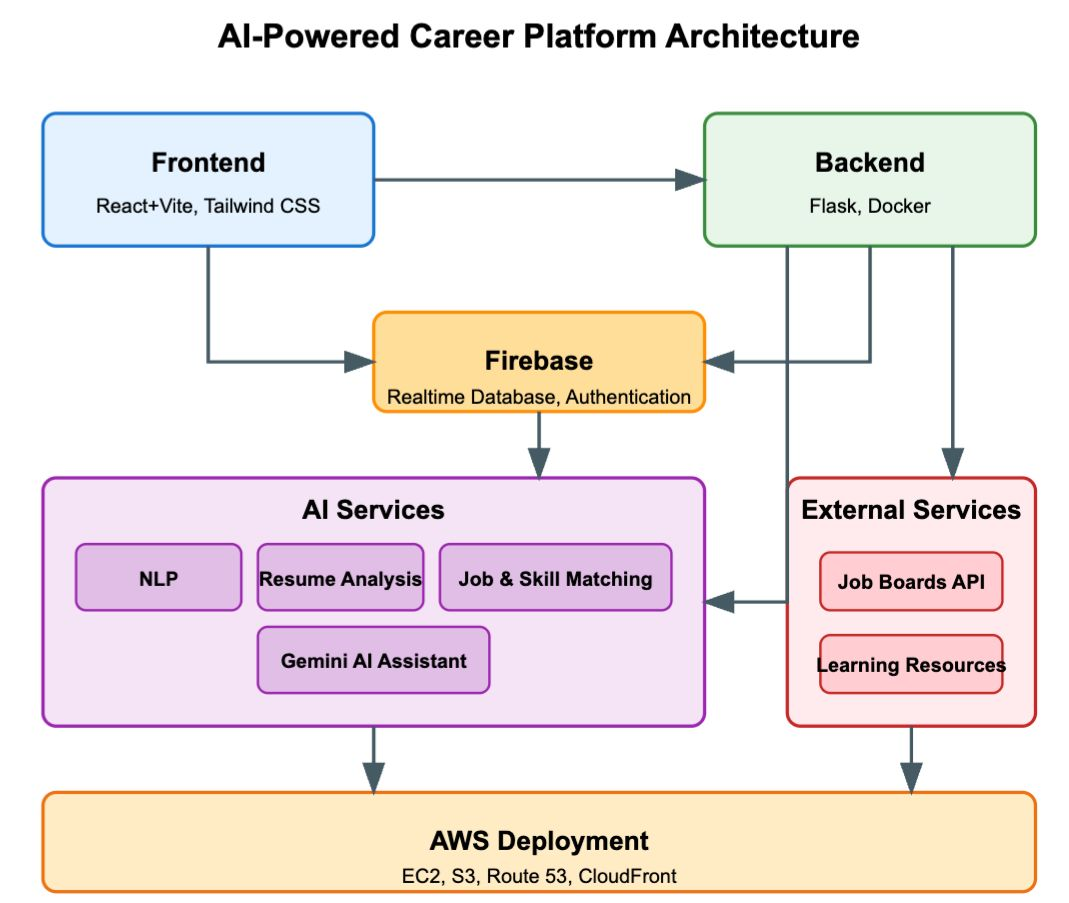 AI-Powered Career Platform Architecture
Frontend
React+Vite, Tailwind CSS
Backend
Flask, Docker
Firebase
Realtime Database, Authentication
AI Services
NLP
Resume Analysis
Job & Skill Matching
Gemini AI Assistant
External Services
Job Boards API
Learning Resources
AWS Deployment
EC2, S3, Route 53, CloudFront